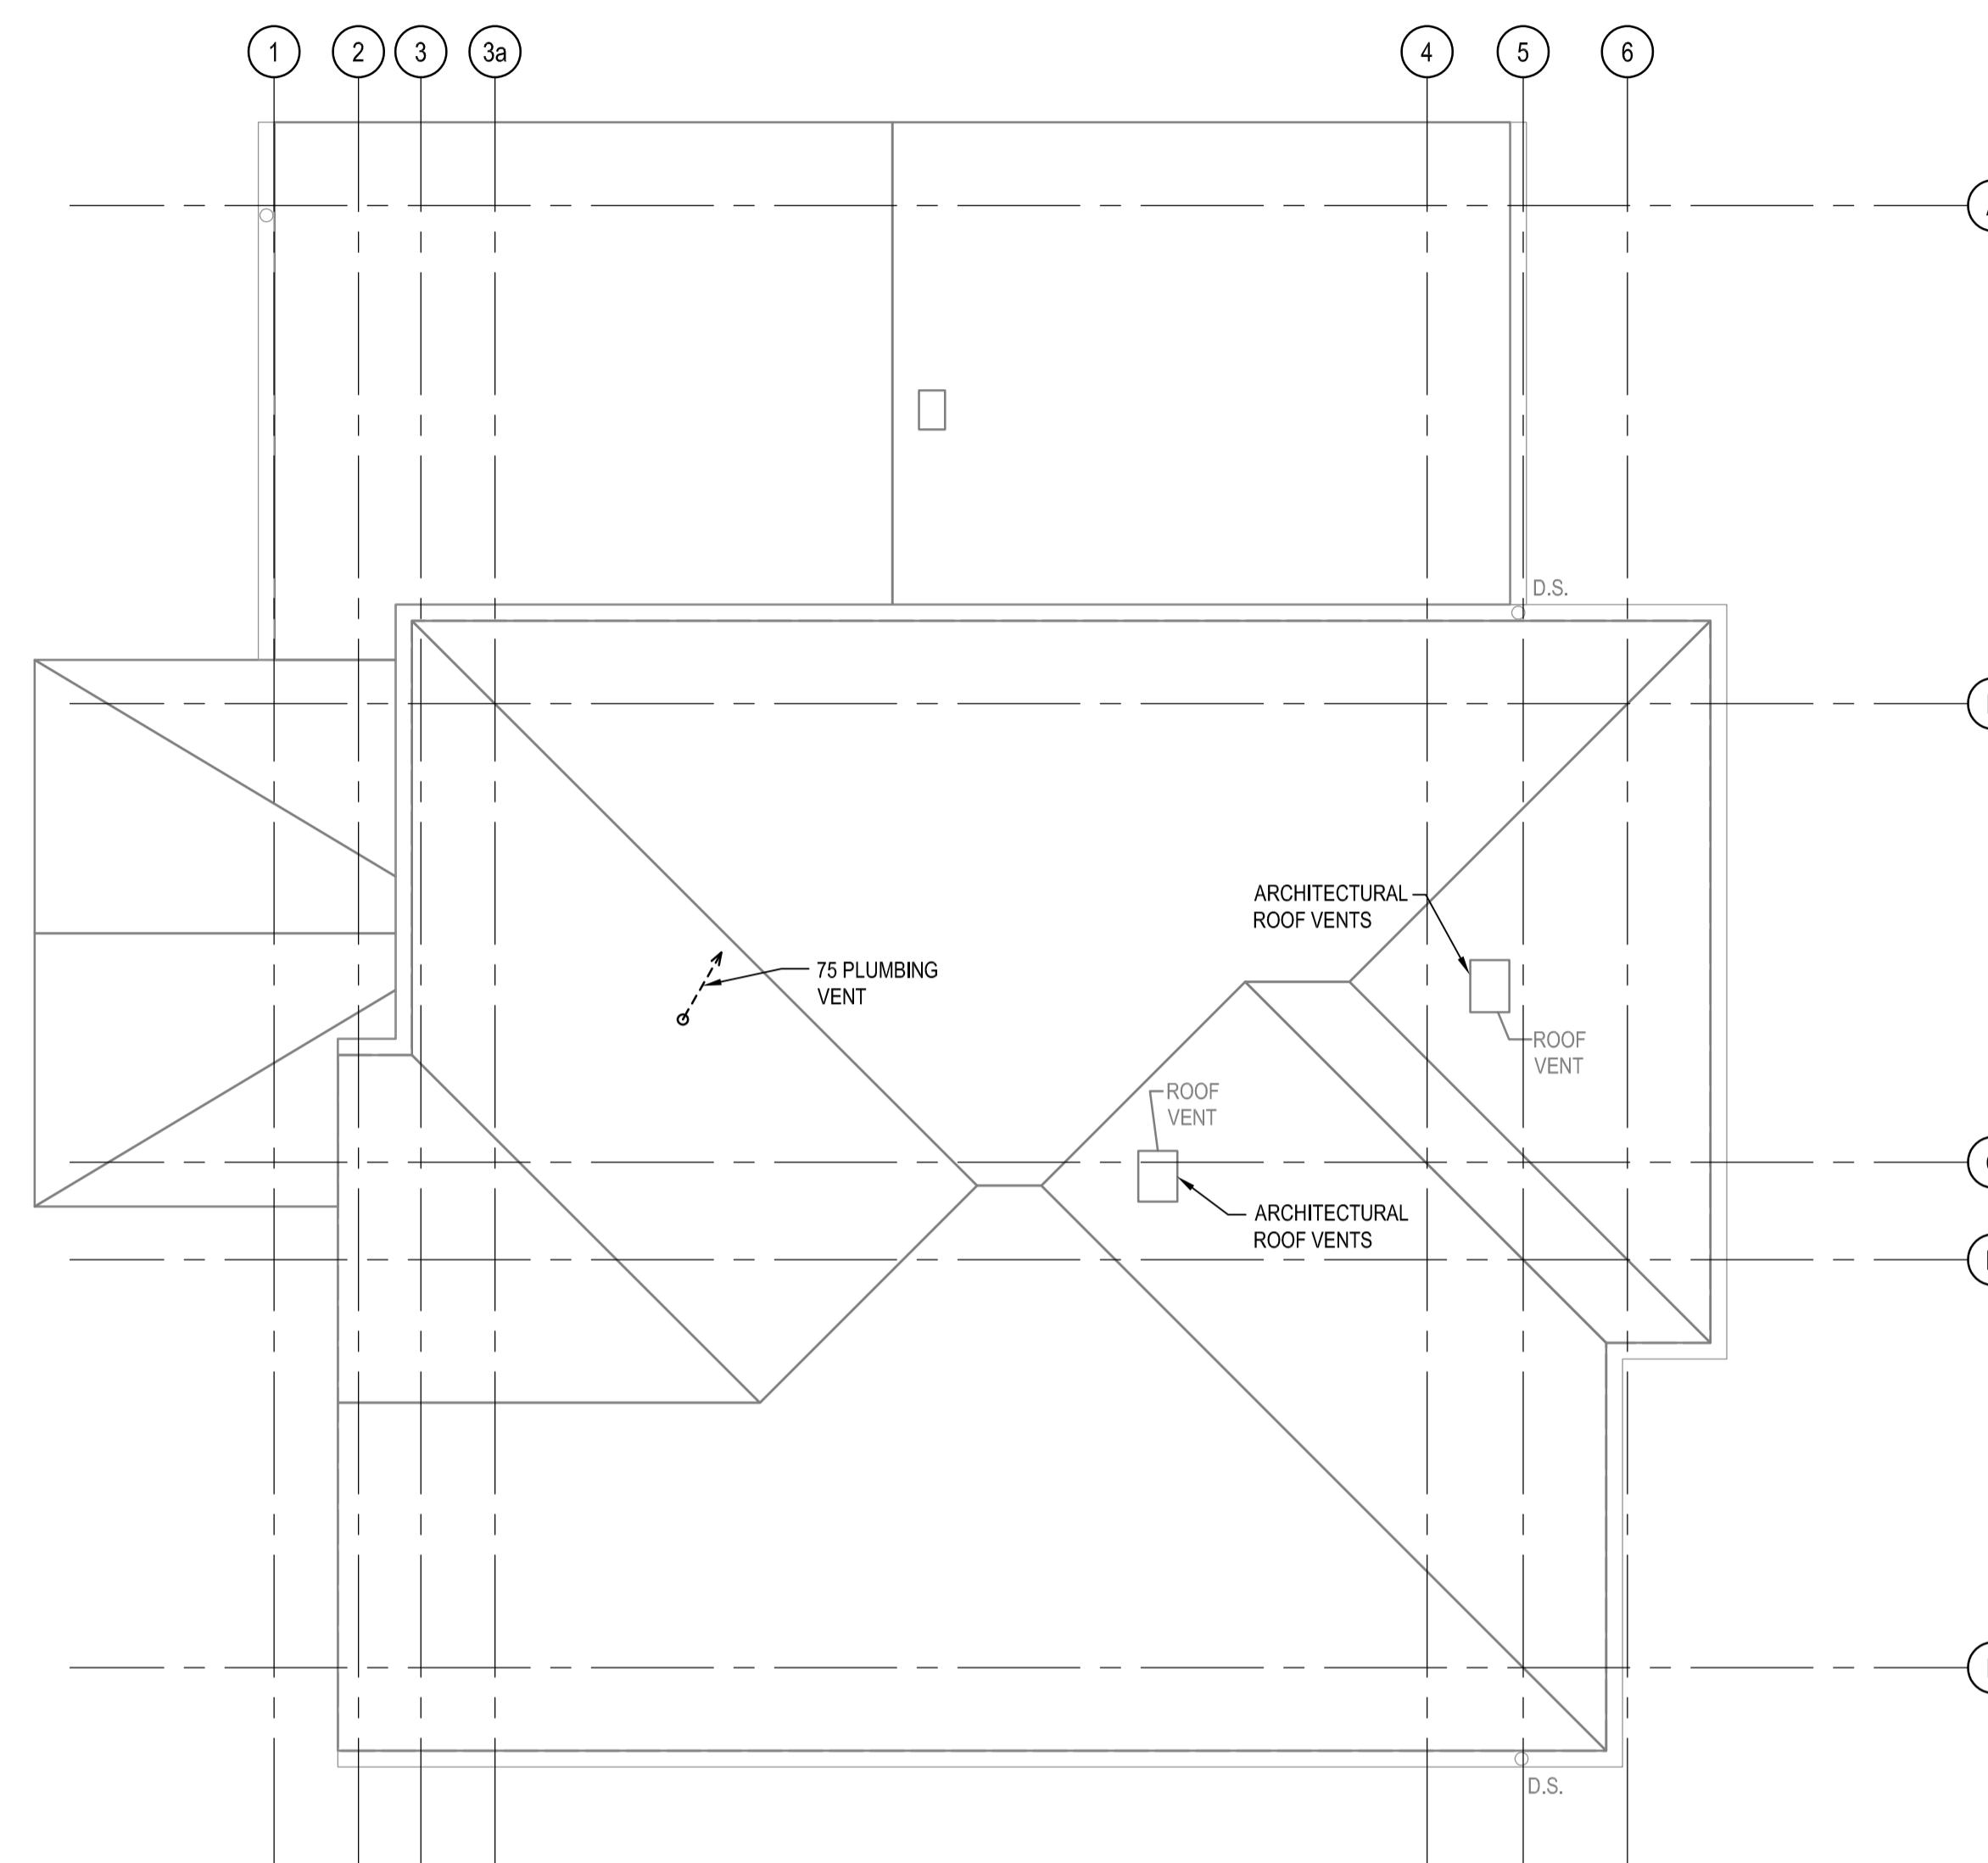 1
2
3
3a
4
5
6
D.S.
ARCHITECTURAL
ROOF VENTS
75 PLUMBING
VENT
ROOF
VENT
ROOF
VENT
ARCHITECTURAL
ROOF VENTS
D.S.